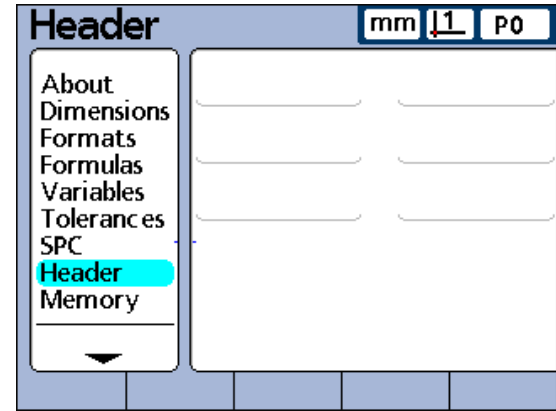 Header mm 1 P0
About
Dimensions
Formats
Formulas
Variables
Tolerances
SPC
Header
Memory